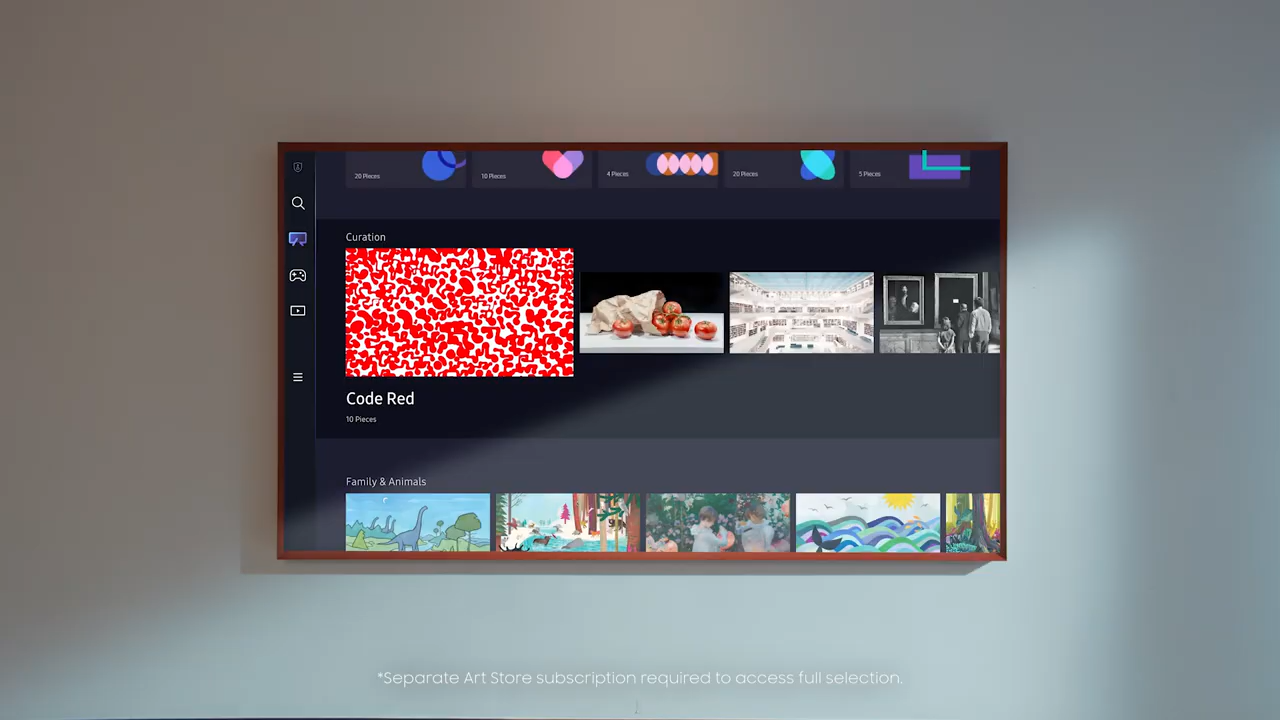 20 Pieces
10 Pieces
4 Pieces
20 Pieces
5 Pieces
Curation
Code Red
10 Pieces
Family & Animals
*Separate Art Store subscription required to access full selection.